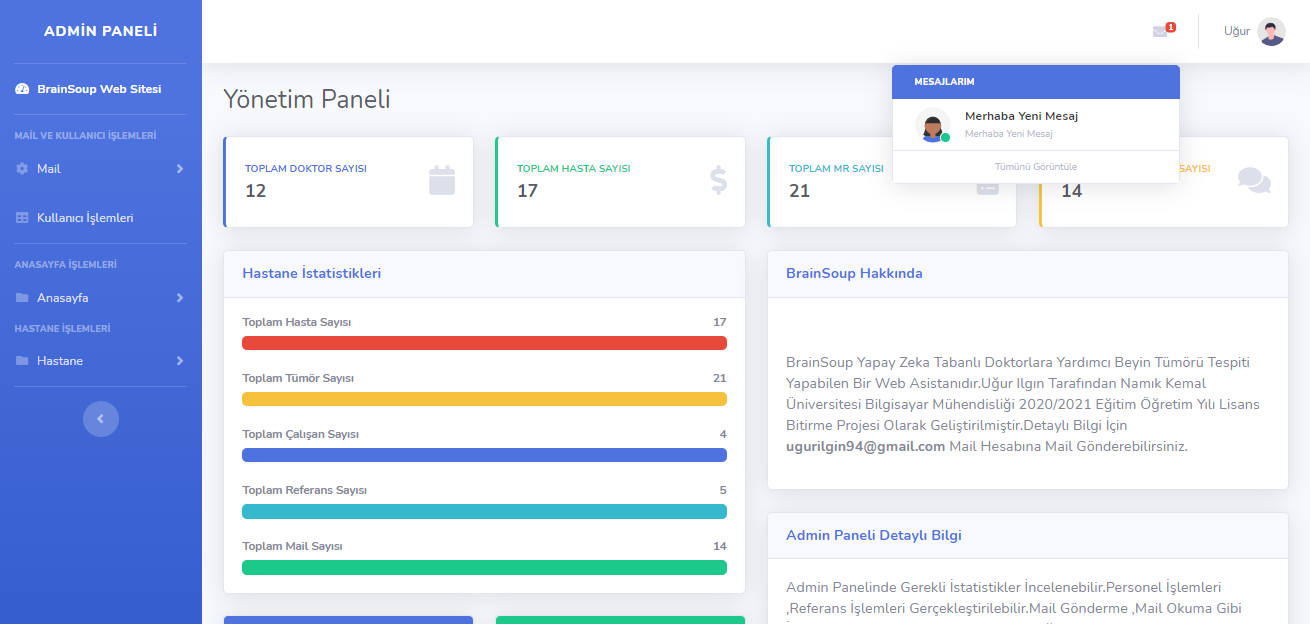 ADMİN PANELİ
BrainSoup Web Sitesi
MAİL VE KULLANICI İŞLEMLERİ
Mail
Kullanıcı İşlemleri
ANASAYFA İŞLEMLERİ
Anasayfa
HASTANE İŞLEMLERİ
Hastane
1
Uğur
MESAJLARIM
Merhaba Yeni Mesaj
Merhaba Yeni Mesaj
Tümünü Görüntüle
Yönetim Paneli
TOPLAM DOKTOR SAYISI
12
TOPLAM HASTA SAYISI
17
TOPLAM MR SAYISI
21
SAYISI
14
Hastane İstatistikleri
Toplam Hasta Sayısı 17
Toplam Tümör Sayısı 21
Toplam Çalışan Sayısı 4
Toplam Referans Sayısı 5
Toplam Mail Sayısı 14
BrainSoup Hakkında
BrainSoup Yapay Zeka Tabanlı Doktorlara Yardımcı Beyin Tümörü Tespiti
Yapabilen Bir Web Asistanıdır.Uğur Ilgın Tarafından Namık Kemal
Üniversitesi Bilgisayar Mühendisliği 2020/2021 Eğitim Öğretim Yılı Lisans
Bitirme Projesi Olarak Geliştirilmiştir.Detaylı Bilgi İçin
ugurilgin94@gmail.com Mail Hesabına Mail Gönderebilirsiniz.
Admin Paneli Detaylı Bilgi
Admin Panelinde Gerekli İstatistikler İncelenebilir.Personel İşlemleri
,Referans İşlemleri Gerçekleştirilebilir.Mail Gönderme ,Mail Okuma Gibi